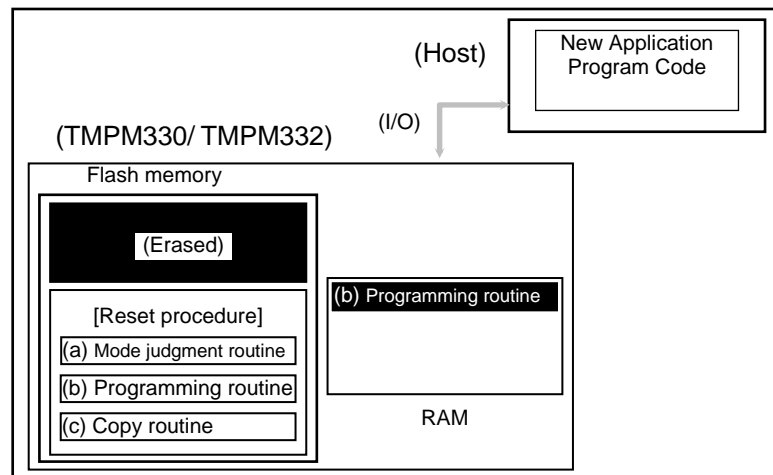 (Host)
New Application
Program Code
(I/O)
(TMPM330/ TMPM332)
Flash memory
(Erased)
[Reset procedure]
(a) Mode judgment routine
(b) Programming routine
(c) Copy routine
(b) Programming routine
RAM